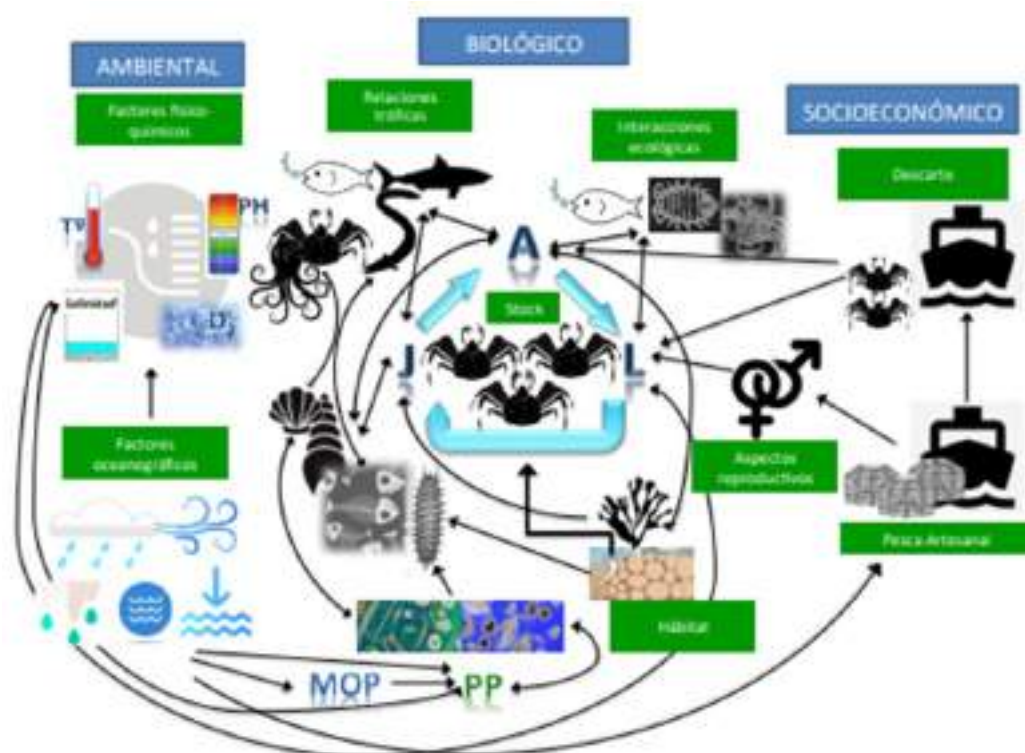 BIOLÓGICO
AMBIENTAL
SOCIOECONÓMICO
Factores físico-
químicos
Relaciones
tróficas
Interacciones
ecológicas
Descarte
Tº
PH
Salinidad
A
Stock
J
L
Factores
oceanográficos
Aspectos
reproductivos
Pesca Artesanal
Hábitat
MOP
PP